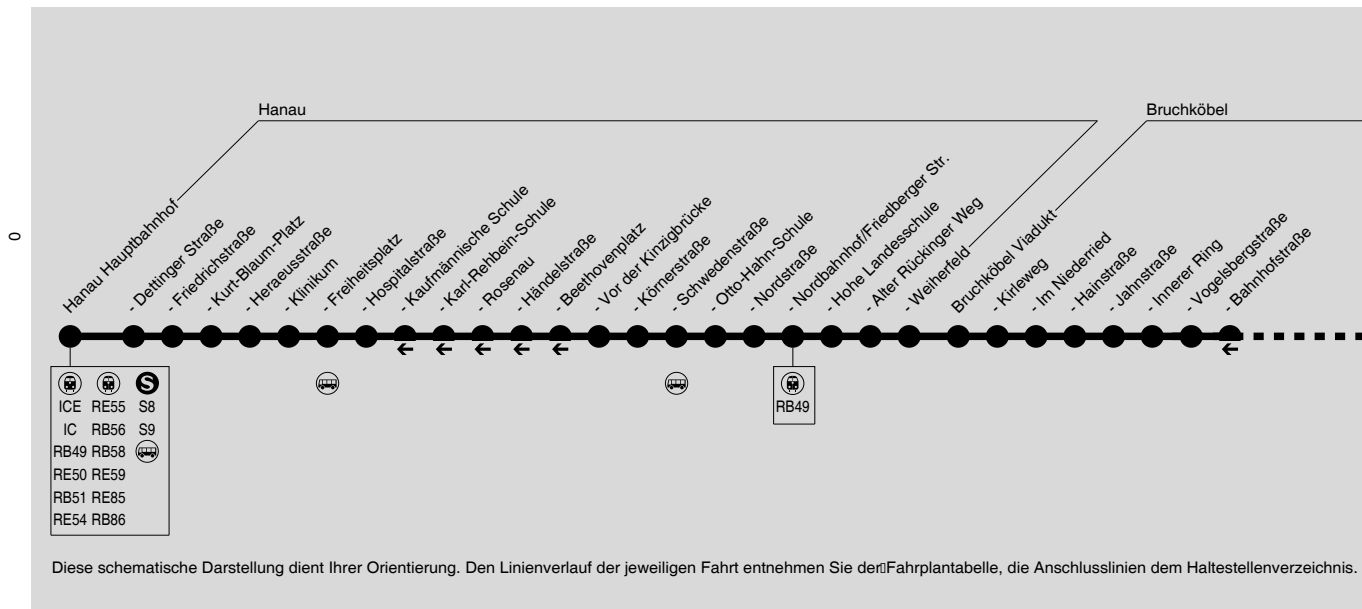 Hanau
Bruchköbel
Hanau Hauptbahnhof
- Dettinger Straße
- Friedrichstraße
- Kurt-Blaum-Platz
- Heraeusstraße
- Klinikum
- Freiheitsplatz
- Hospitalstraße
- Kaufmännische Schule
- Karl-Rehbein-Schule
- Rosenau
- Händelstraße
- Beethovenplatz
- Vor der Kinzigbrücke
- Körnerstraße
- Schwedenstraße
- Otto-Hahn-Schule
- Nordstraße
- Nordbahnhof/Friedberger Str.
- Hohe Landesschule
- Alter Rückinger Weg
- Weiherfeld
Bruchköbel Viadukt
- Kirleweg
- Im Niederried
- Hainstraße
- Jahnstraße
- Innerer Ring
- Vogelsbergstraße
- Bahnhofstraße
0
S
ICE RE55 S8
IC RB56 S9
RB49 RB58
RE50 RE59
RB51 RE85
RE54 RB86
RB49
Diese schematische Darstellung dient Ihrer Orientierung. Den Linienverlauf der jeweiligen Fahrt entnehmen Sie der Fahrplantabelle, die Anschlusslinien dem Haltestellenverzeichnis.